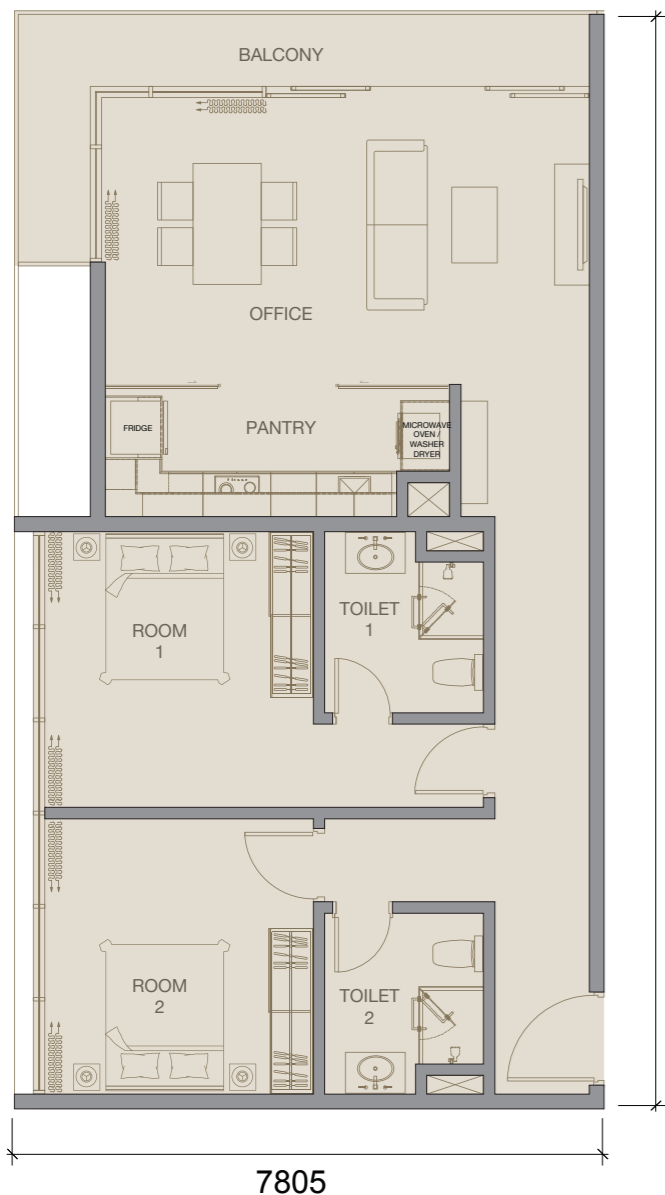 BALCONY
OFFICE
FRIDGE
PANTRY
MICROWAVE
OVEN /
WASHER
DRYER
ROOM
1
TOILET
1
ROOM
2
TOILET
2
7805